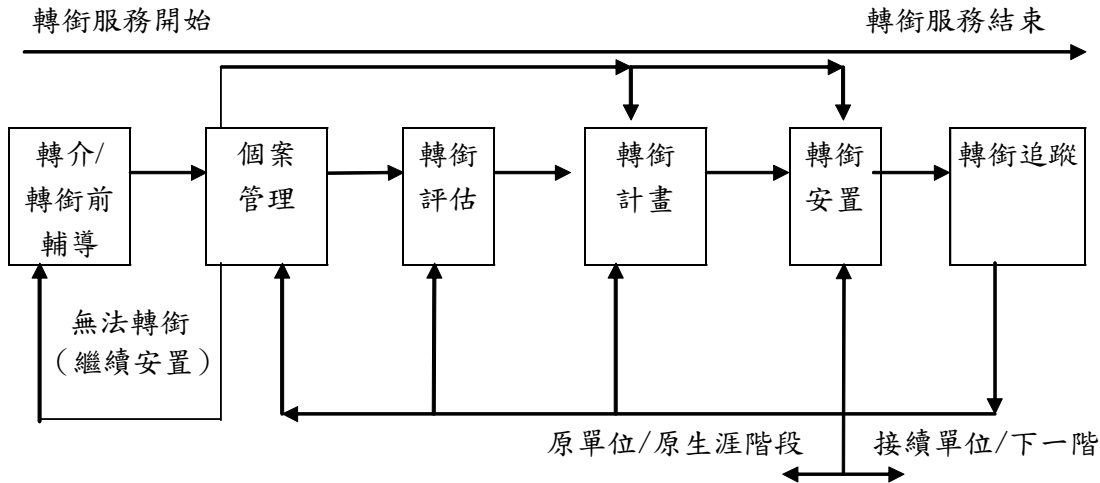 轉銜服務開始
轉銜服務結束
轉介/
轉銜前
輔導
個案
管理
轉銜
評估
轉銜
計畫
轉銜
安置
轉銜追蹤
無法轉銜
（繼續安置）
原單位/原生涯階段
接續單位/下一階